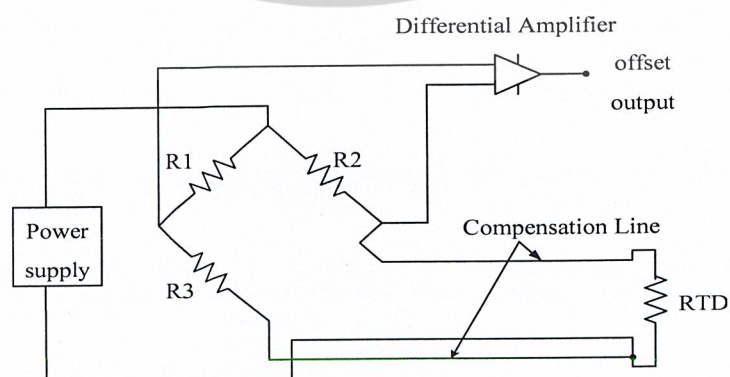 Differential Amplifier
offset
output
R1
R2
Power
supply
Compensation Line
R3
RTD